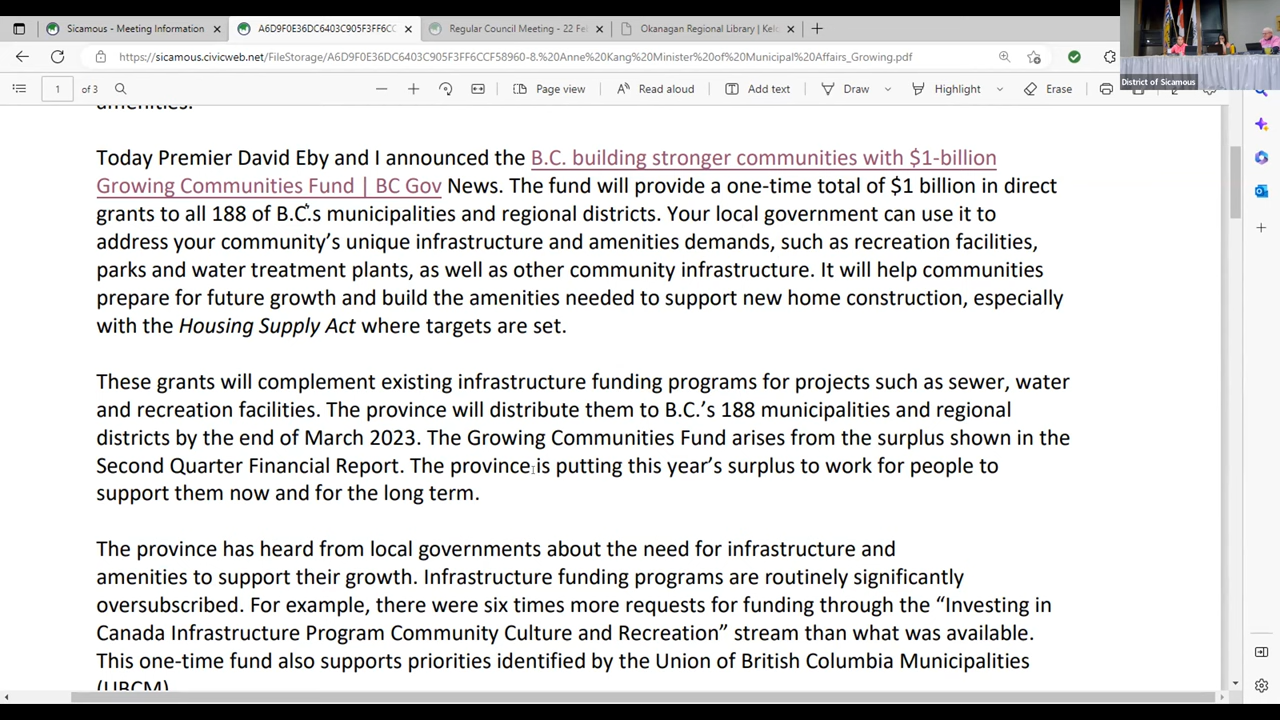 Sicamous - Meeting Information
A6D9F0E36DC6403C905F3FF6CC
Regular Council Meeting - 22 Fel
Okanagan Regional Library | Kelo
https://sicamous.civicweb.net/FileStorage/A6D9F0E36DC6403C905F3FF6CCF58960-8.%20Anne%20Kang%20Minister%20of%20Municipal%20Affairs_Growing.pdf
1 of 3
Page view
Read aloud
Add text
Draw
Highlight
Erase
District of Sicamous
amenities.
Today Premier David Eby and I announced the B.C. building stronger communities with $1-billion
Growing Communities Fund | BC Gov News. The fund will provide a one-time total of $1 billion in direct
grants to all 188 of B.C.'s municipalities and regional districts. Your local government can use it to
address your community’s unique infrastructure and amenities demands, such as recreation facilities,
parks and water treatment plants, as well as other community infrastructure. It will help communities
prepare for future growth and build the amenities needed to support new home construction, especially
with the Housing Supply Act where targets are set.
These grants will complement existing infrastructure funding programs for projects such as sewer, water
and recreation facilities. The province will distribute them to B.C.’s 188 municipalities and regional
districts by the end of March 2023. The Growing Communities Fund arises from the surplus shown in the
Second Quarter Financial Report. The province is putting this year’s surplus to work for people to
support them now and for the long term.
The province has heard from local governments about the need for infrastructure and
amenities to support their growth. Infrastructure funding programs are routinely significantly
oversubscribed. For example, there were six times more requests for funding through the “Investing in
Canada Infrastructure Program Community Culture and Recreation” stream than what was available.
This one-time fund also supports priorities identified by the Union of British Columbia Municipalities
(UBCM)